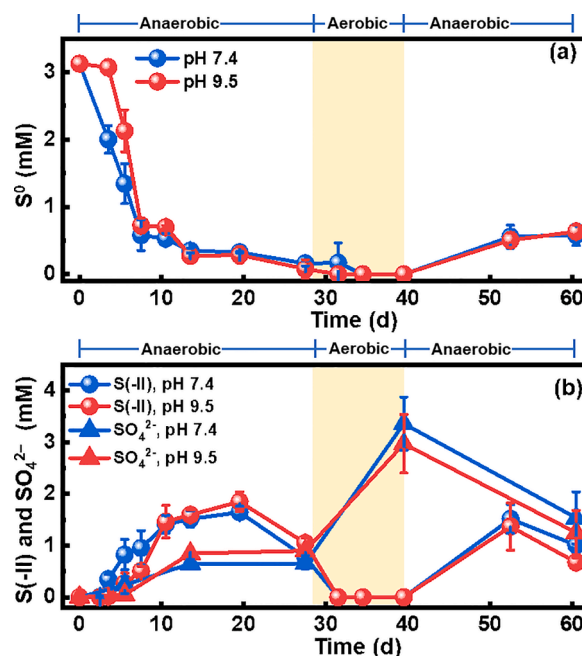 Anaerobic Aerobic Anaerobic
(a)
pH 7.4
pH 9.5
S⁰ (mM)
3
2
1
0
0 10 20 30 40 50 60
Time (d)
Anaerobic Aerobic Anaerobic
(b)
S(-II), pH 7.4
S(-II), pH 9.5
SO₄²⁻, pH 7.4
SO₄²⁻, pH 9.5
S(-II) and SO₄²⁻ (mM)
4
3
2
1
0
0 10 20 30 40 50 60
Time (d)